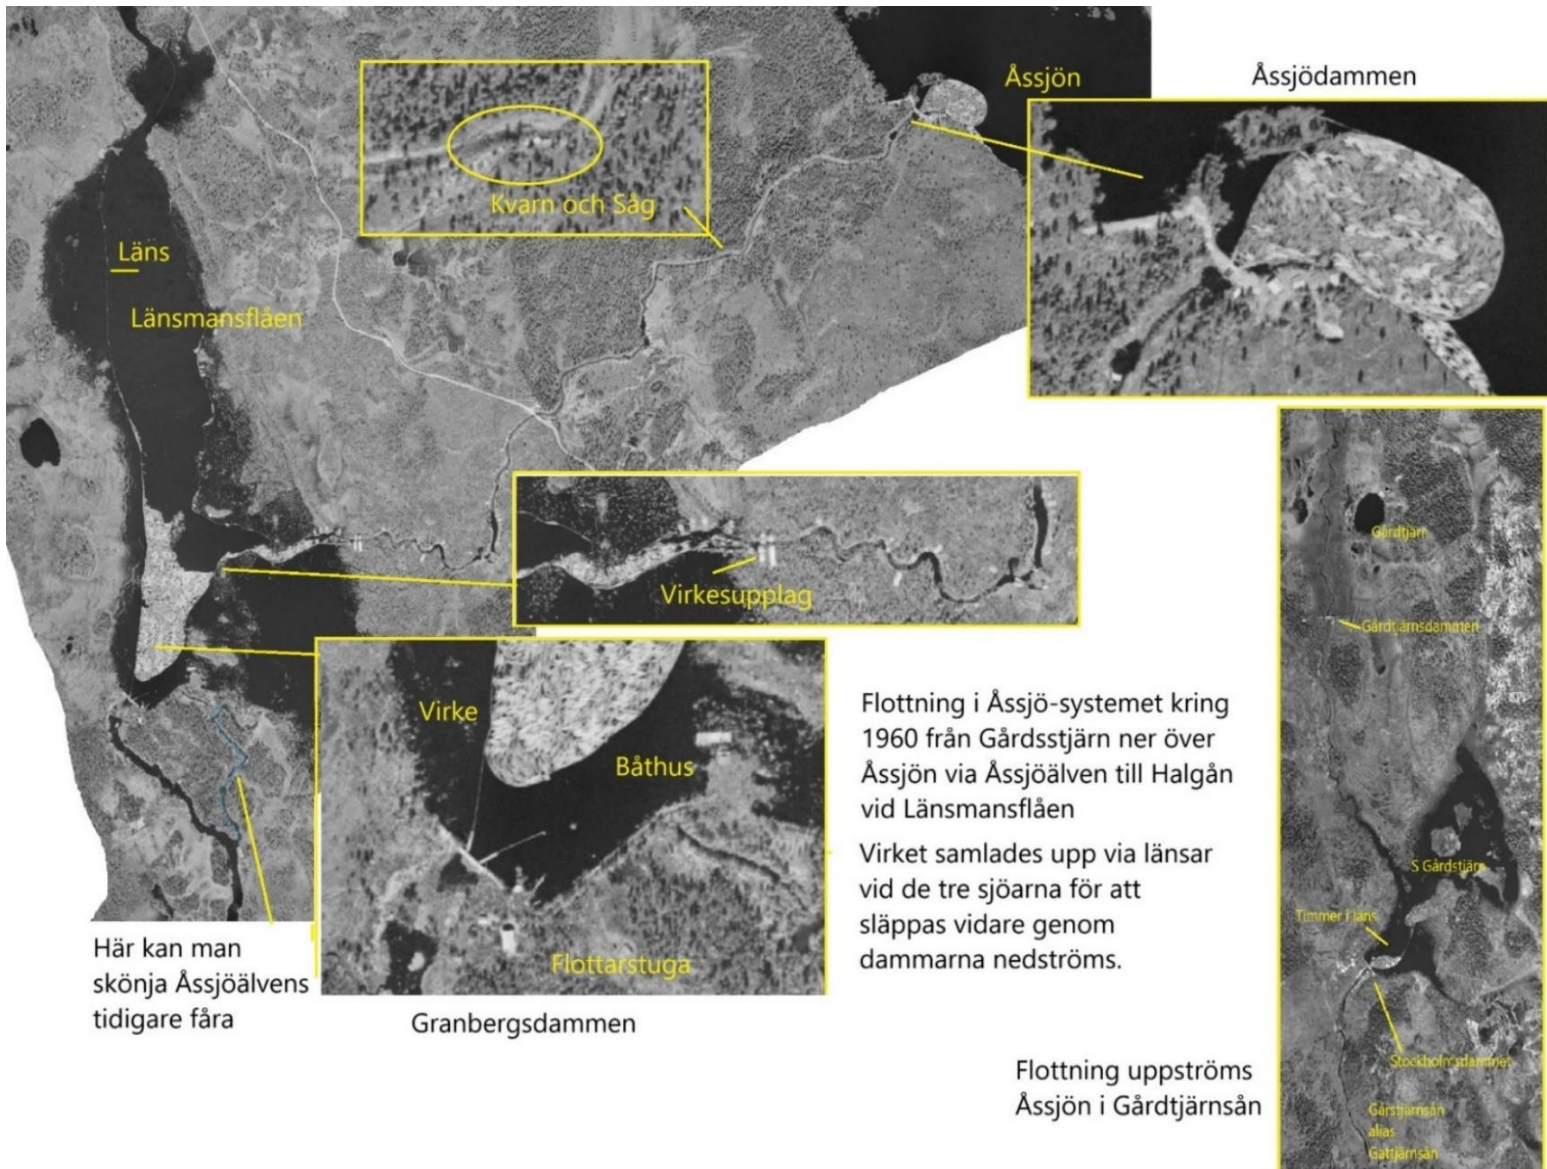 Åssjön
Åssjödammen
Kvarn och Såg
Läns
Länsmansflåen
Virkesupplag
Virke
Båthus
Flottarstuga
Granbergsdammen
Här kan man
skönja Åssjöälvens
tidigare fåra
Flottning i Åssjö-systemet kring
1960 från Gårdsstjärn ner över
Åssjön via Åssjöälven till Halgån
vid Länsmansflåen
Virket samlades upp via länsar
vid de tre sjöarna för att
släppas vidare genom
dammarna nedströms.
Flottning uppströms
Åssjön i Gårdtjärnsån
Gårdtjärn
Gårdtjärnsdammen
S Gårdstjärn
Timmer i läns
Stockholmsdammet
Gårstjärnsån
alias
Gattjärnsån